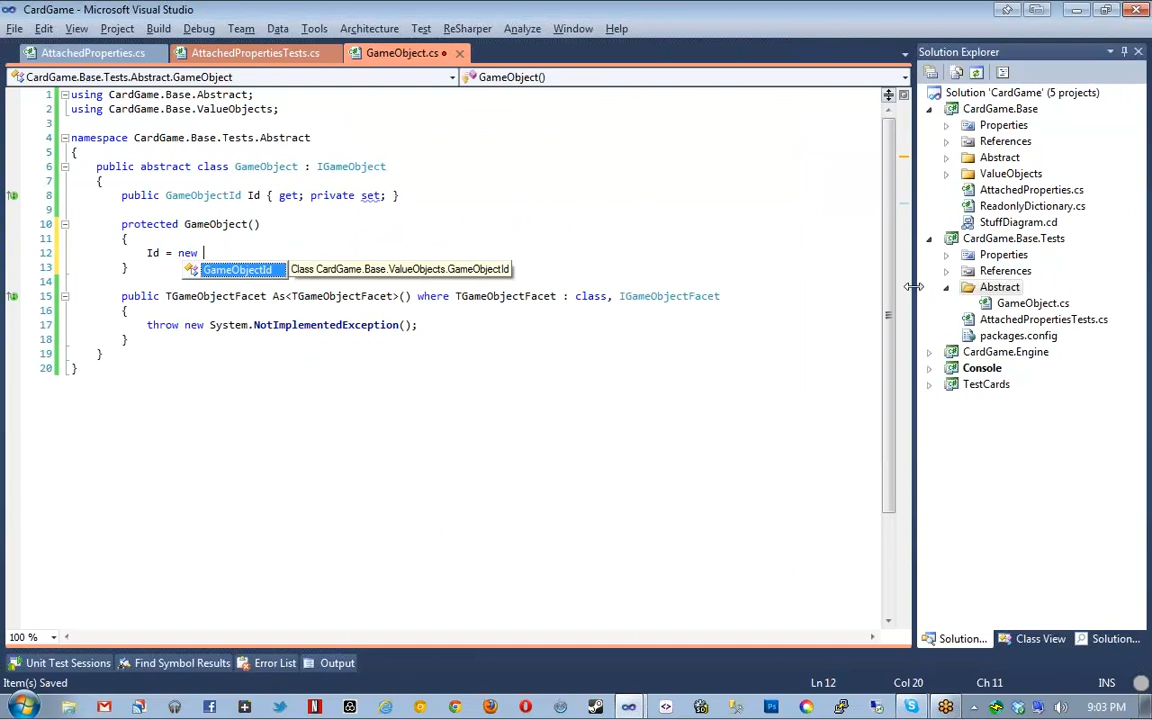 CardGame - Microsoft Visual Studio
File Edit View Project Build Debug Team Data Tools Architecture Test ReSharper Analyze Window Help
AttachedProperties.cs AttachedPropertiesTests.cs GameObject.cs
CardGame.Base.Tests.Abstract.GameObject GameObject()
1 using CardGame.Base.Abstract;
2 using CardGame.Base.ValueObjects;
3
4 namespace CardGame.Base.Tests.Abstract
5 {
6 public abstract class GameObject : IGameObject
7 {
8 public GameObjectId Id { get; private set; }
9
10 protected GameObject()
11 {
12 Id = new
GameObjectId Class CardGame.Base.ValueObjects.GameObjectId
13 }
14
15 public TGameObjectFacet As<TGameObjectFacet>() where TGameObjectFacet : class, IGameObjectFacet
16 {
17 throw new System.NotImplementedException();
18 }
19 }
20 }
100 %
Solution Explorer
Solution 'CardGame' (5 projects)
CardGame.Base
Properties
References
Abstract
ValueObjects
AttachedProperties.cs
ReadonlyDictionary.cs
StuffDiagram.cd
CardGame.Base.Tests
Properties
References
Abstract
GameObject.cs
AttachedPropertiesTests.cs
packages.config
CardGame.Engine
Console
TestCards
Solution... Class View Solution...
Unit Test Sessions Find Symbol Results Error List Output
Item(s) Saved Ln 12 Col 20 Ch 11 INS
9:03 PM